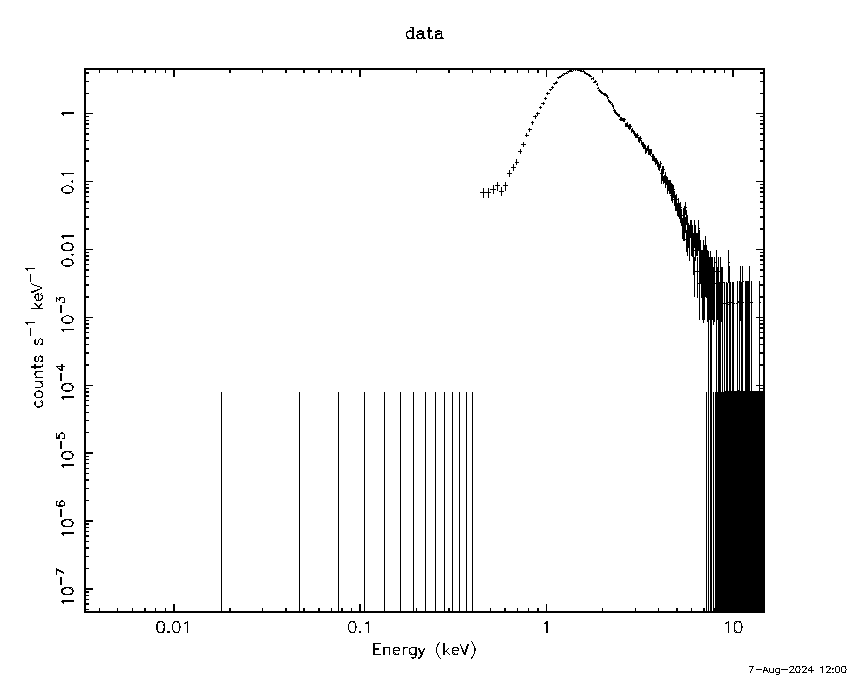 data
counts s⁻¹ keV⁻¹
1
0.1
0.01
10⁻³
10⁻⁴
10⁻⁵
10⁻⁶
10⁻⁷
0.01 0.1 1 10
Energy (keV)
7-Aug-2024 12:00